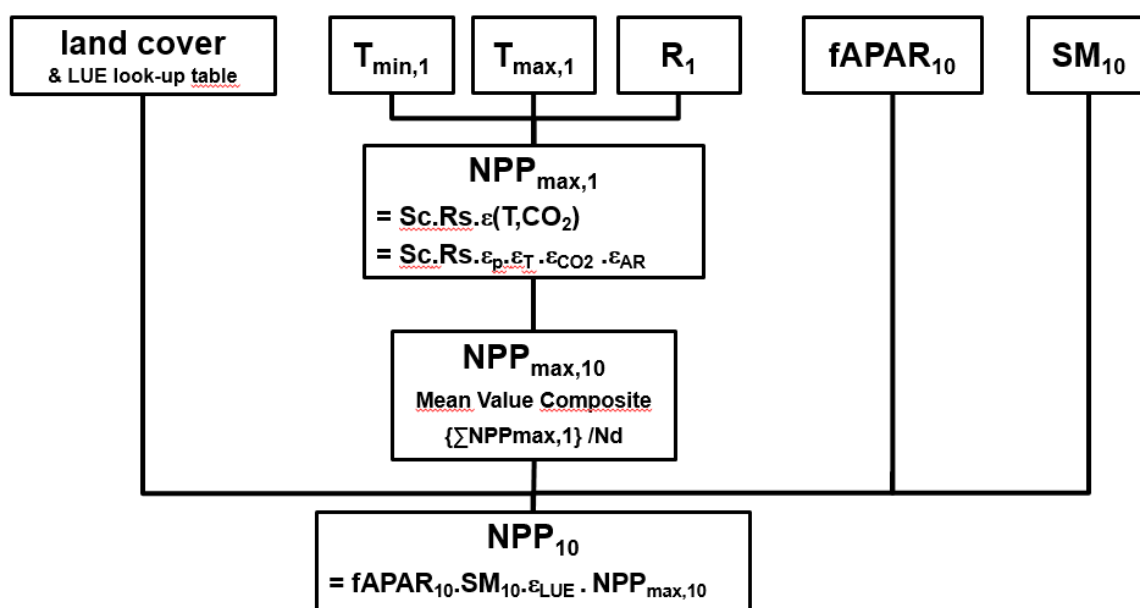 land cover
& LUE look-up table
Tmin,1
Tmax,1
R1
fAPAR10
SM10
NPPmax,1
= Sc.Rs.ε(T,CO2)
= Sc.Rs.εp.εT .εCO2 .εAR
NPPmax,10
Mean Value Composite
{∑NPPmax,1} /Nd
NPP10
= fAPAR10.SM10.εLUE . NPPmax,10